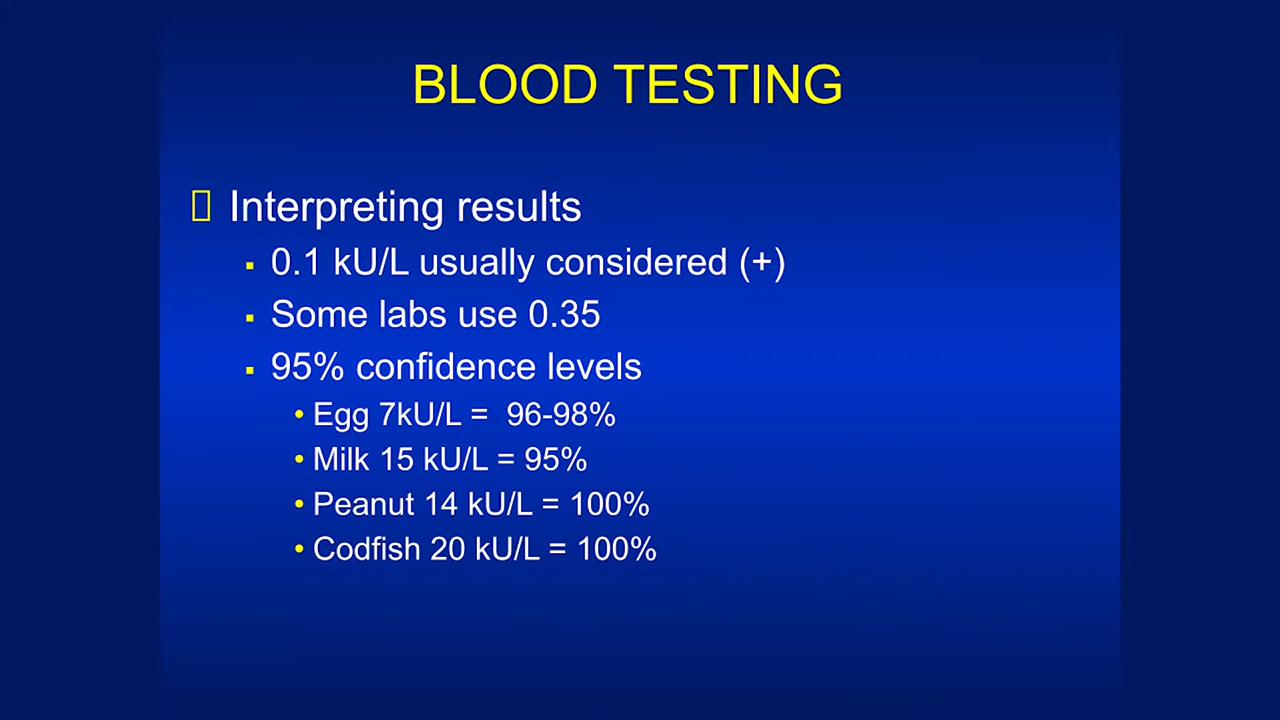 BLOOD TESTING
Interpreting results
▪ 0.1 kU/L usually considered (+)
▪ Some labs use 0.35
▪ 95% confidence levels
• Egg 7kU/L = 96-98%
• Milk 15 kU/L = 95%
• Peanut 14 kU/L = 100%
• Codfish 20 kU/L = 100%